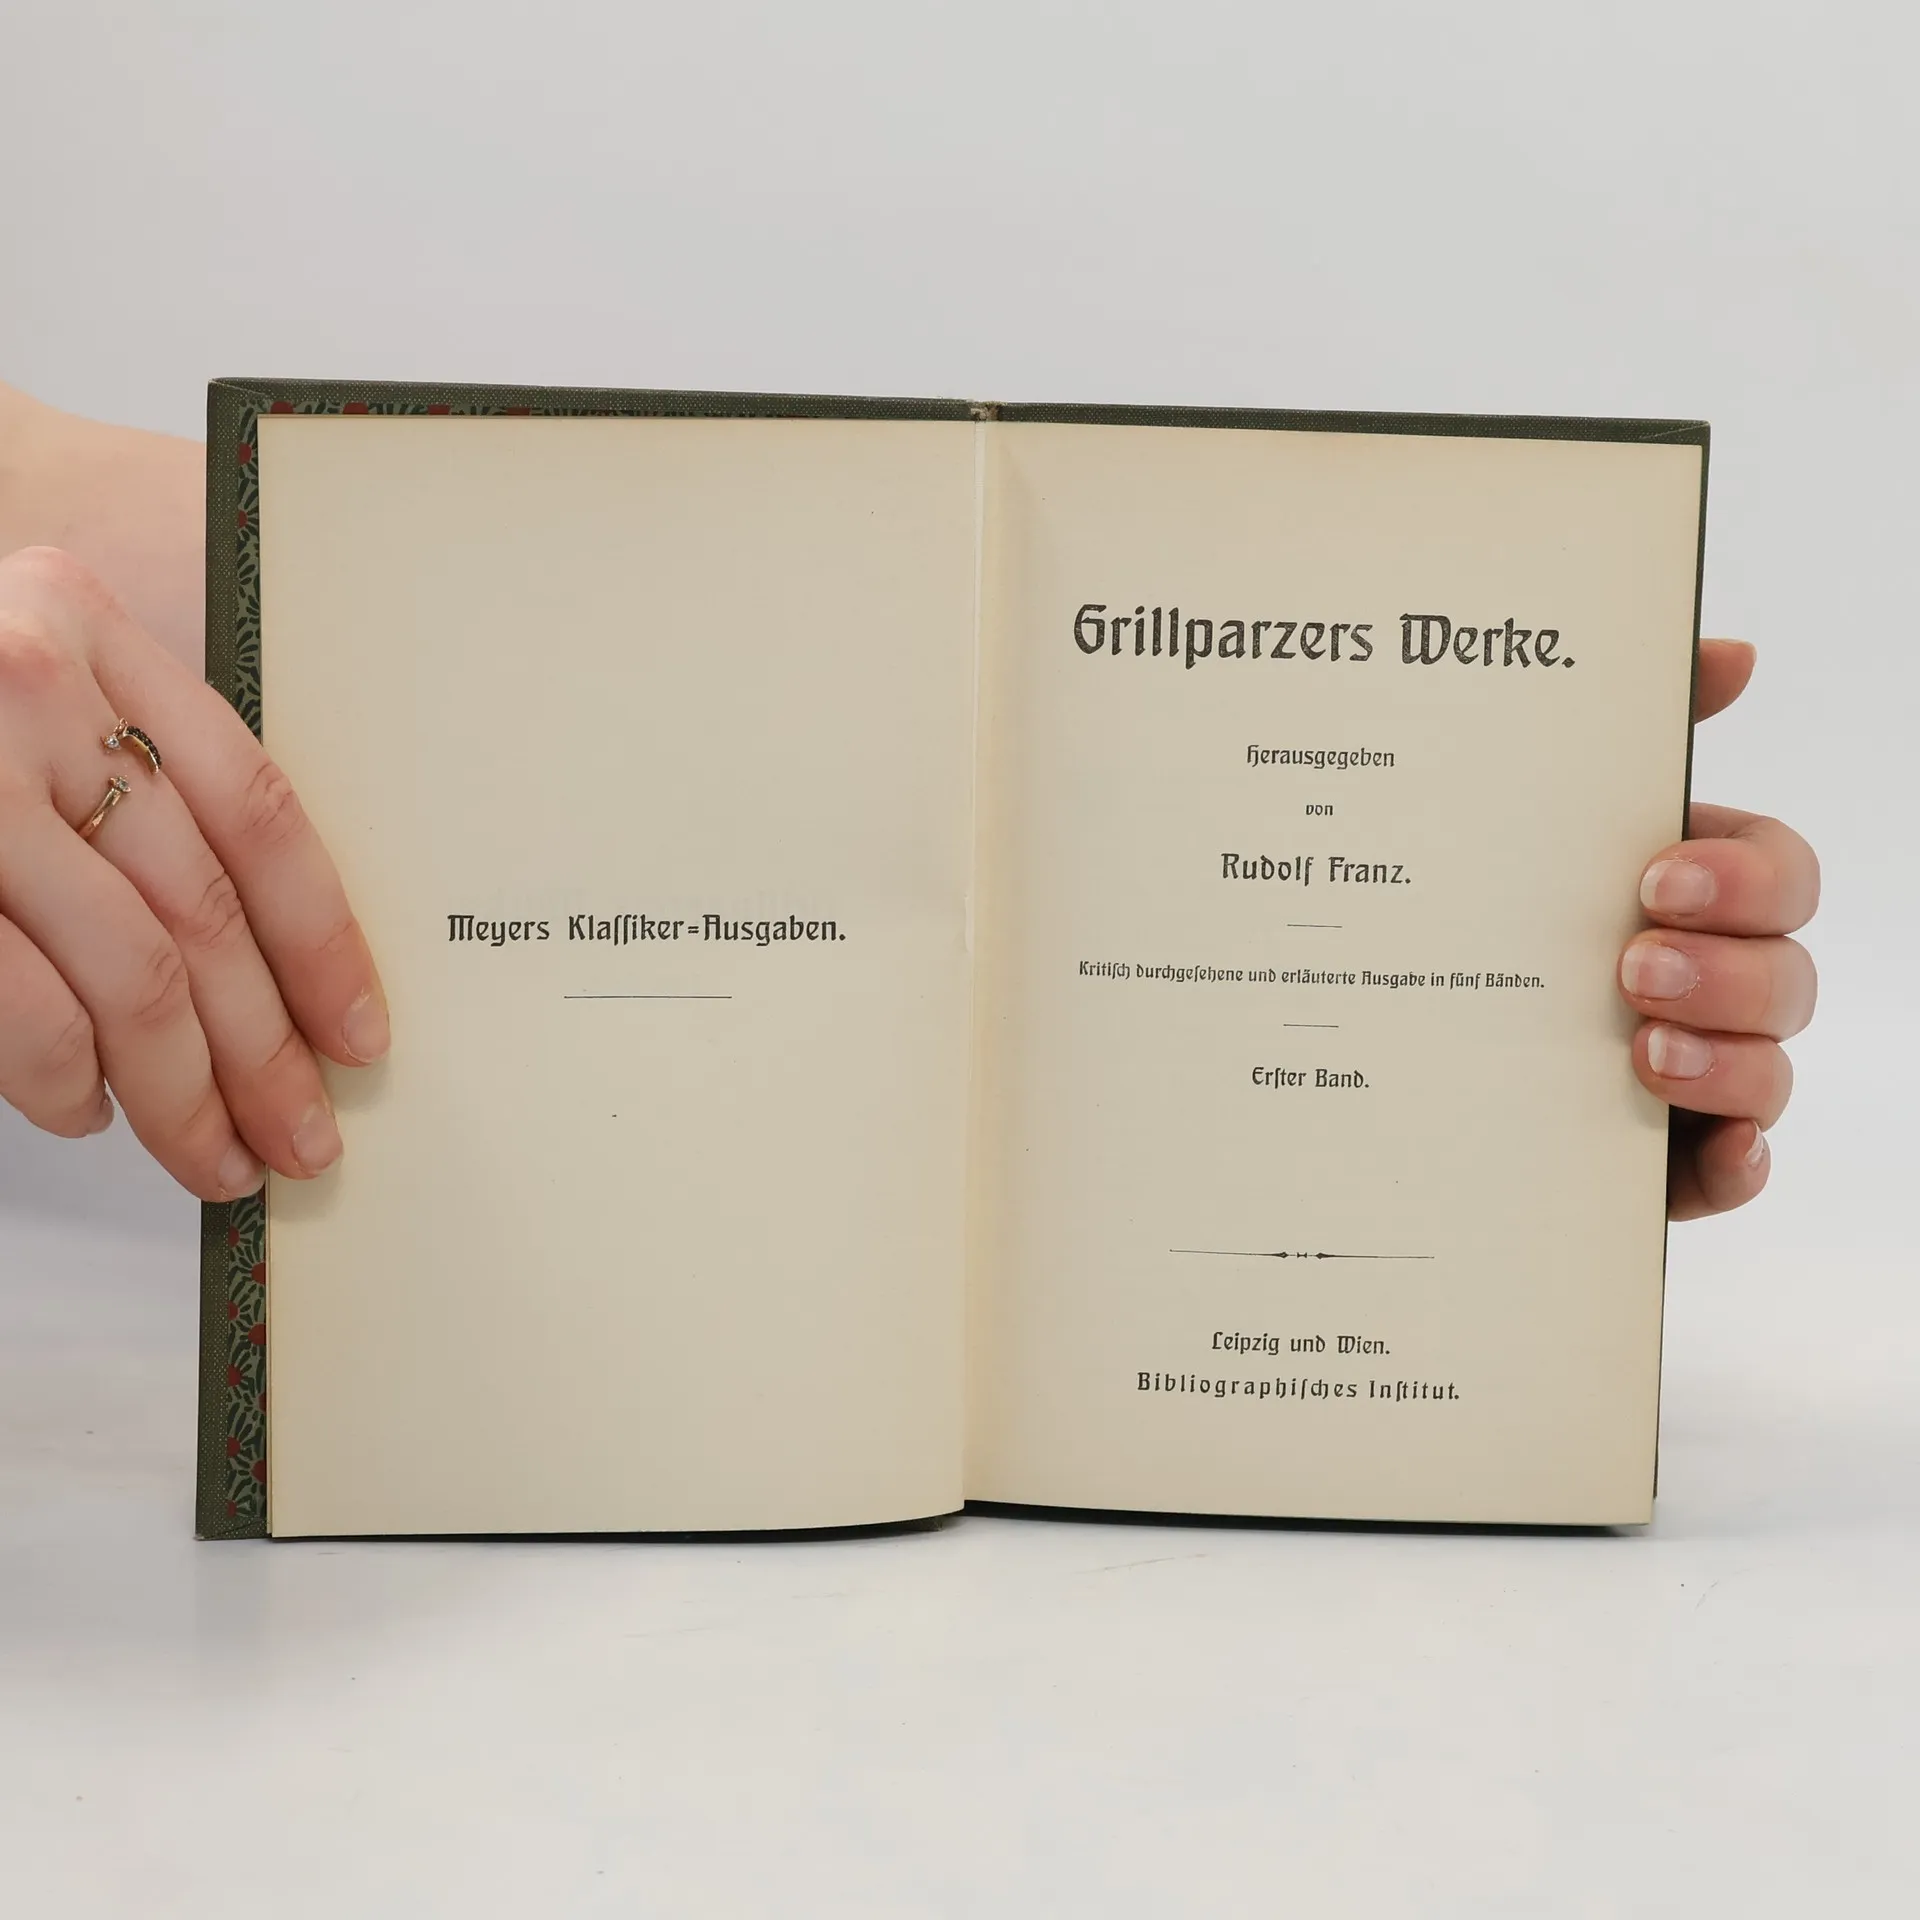 Meyers Klaſſiker=Ausgaben.
Grillparzers Werke.
Herausgegeben
von
Rudolf Franz.
Kritiſch durchgeſehene und erläuterte Ausgabe in fünf Bänden.
Erſter Band.
Leipzig und Wien.
Bibliographiſches Inſtitut.